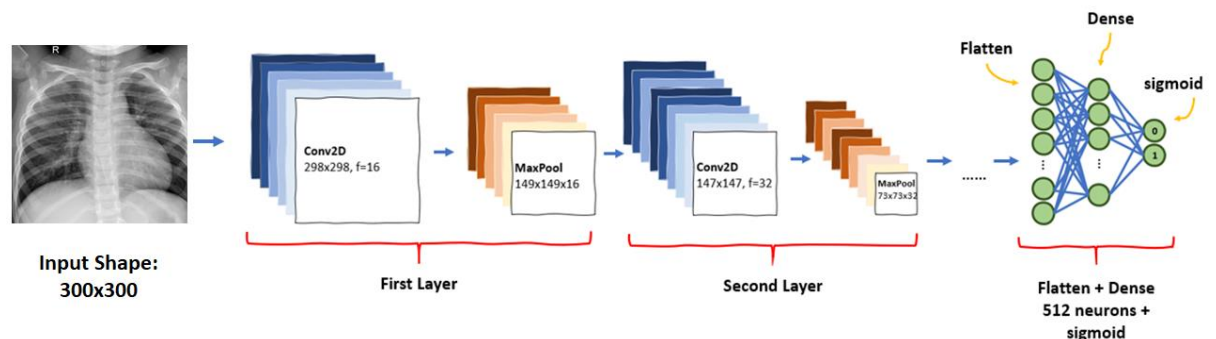 R
Input Shape:
300x300
Conv2D
298x298, f=16
MaxPool
149x149x16
First Layer
Conv2D
147x147, f=32
MaxPool
73x73x32
Second Layer
......
Flatten
Dense
sigmoid
0
1
Flatten + Dense
512 neurons +
sigmoid